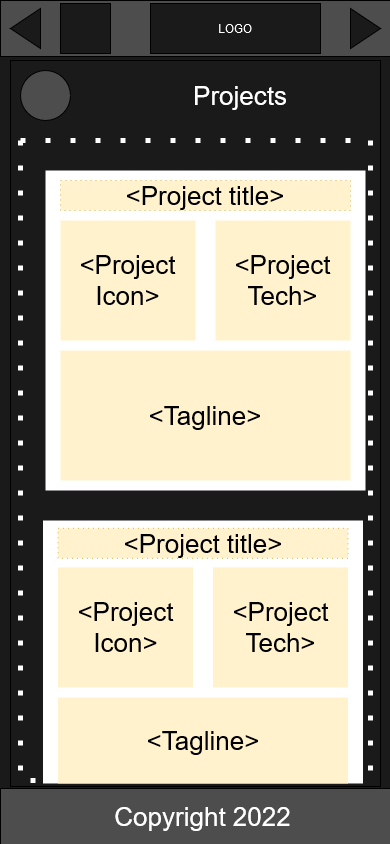 LOGO
Projects
<Project title>
<Project
Icon>
<Project
Tech>
<Tagline>
<Project title>
<Project
Icon>
<Project
Tech>
<Tagline>
Copyright 2022